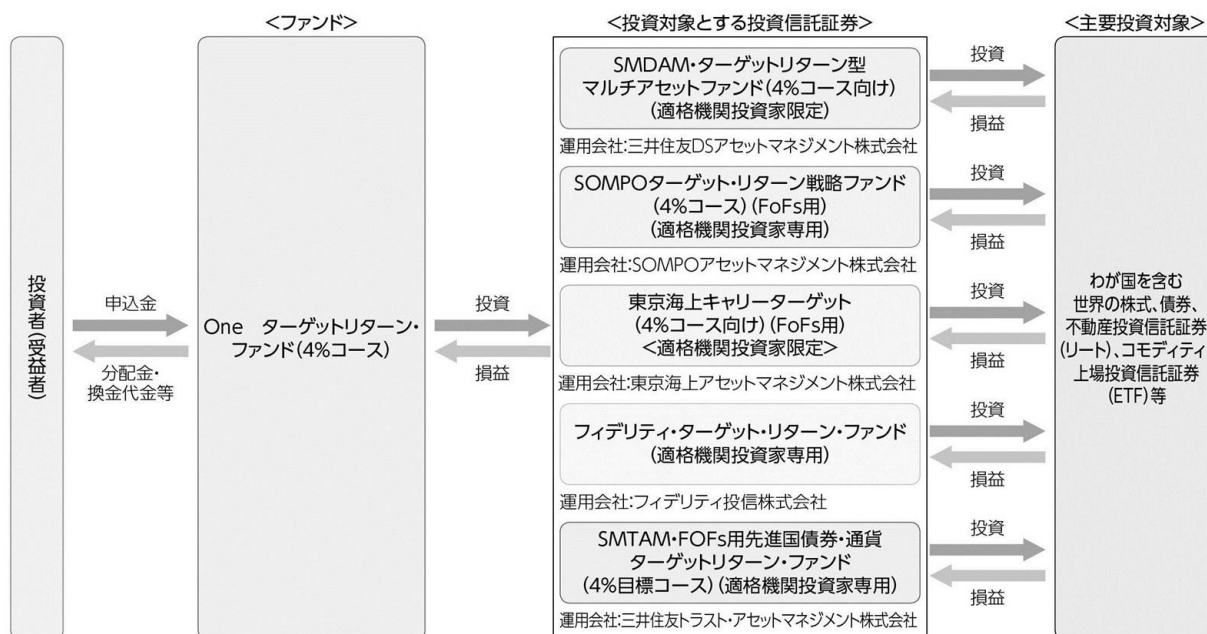 ＜ファンド＞
＜投資対象とする投資信託証券＞
＜主要投資対象＞
投資者(受益者)
申込金
分配金・
換金代金等
One　ターゲットリターン・
ファンド(4%コース)
投資
損益
SMDAM・ターゲットリターン型
マルチアセットファンド(4%コース向け)
(適格機関投資家限定)
運用会社:三井住友DSアセットマネジメント株式会社
投資
損益
SOMPOターゲット・リターン戦略ファンド
(4%コース) (FoFs用)
(適格機関投資家専用)
運用会社:SOMPOアセットマネジメント株式会社
投資
損益
東京海上キャリーターゲット
(4%コース向け) (FoFs用)
<適格機関投資家限定>
運用会社:東京海上アセットマネジメント株式会社
投資
損益
フィデリティ・ターゲット・リターン・ファンド
(適格機関投資家専用)
運用会社:フィデリティ投信株式会社
投資
損益
SMTAM・FOFs用先進国債券・通貨
ターゲットリターン・ファンド
(4%目標コース) (適格機関投資家専用)
運用会社:三井住友トラスト・アセットマネジメント株式会社
投資
損益
わが国を含む
世界の株式、債券、
不動産投資信託証券
(リート)、コモディティ
上場投資信託証券
(ETF)等